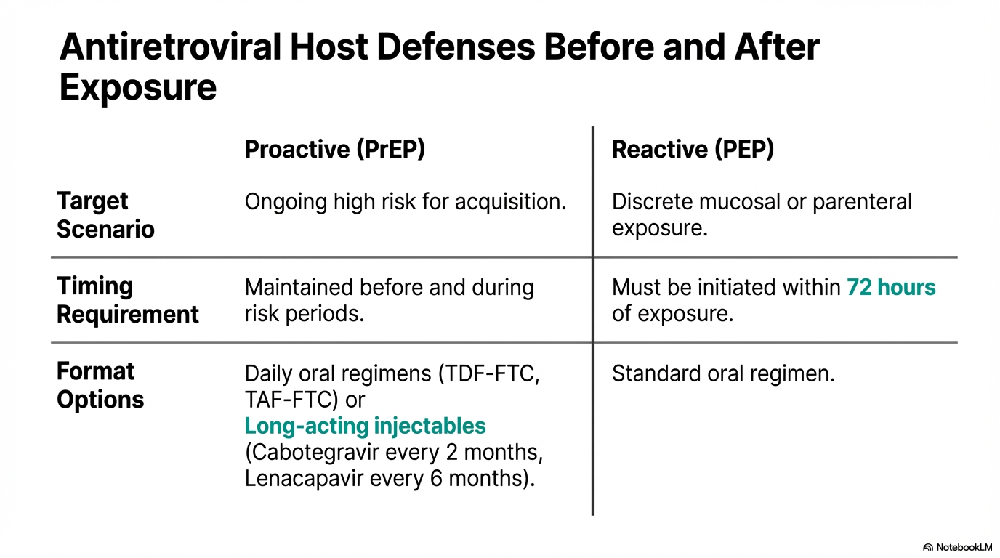 Antiretroviral Host Defenses Before and After
Exposure
Proactive (PrEP)
Reactive (PEP)
Target
Scenario
Ongoing high risk for acquisition.
Discrete mucosal or parenteral
exposure.
Timing
Requirement
Maintained before and during
risk periods.
Must be initiated within 72 hours
of exposure.
Format
Options
Daily oral regimens (TDF-FTC,
TAF-FTC) or
Long-acting injectables
(Cabotegravir every 2 months,
Lenacapavir every 6 months).
Standard oral regimen.
NotebookLM